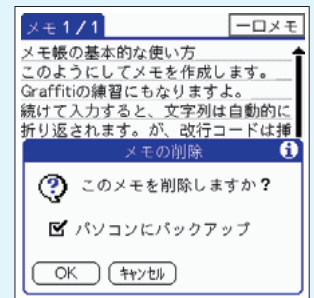 メモ 1 / 1
一口メモ
メモ帳の基本的な使い方
このようにしてメモを作成します。
Graffitiの練習にもなりますよ。
続けて入力すると、文字列は自動的に
折り返されます。が、改行コードは挿
メモの削除
このメモを削除しますか?
パソコンにバックアップ
OK
キャンセル